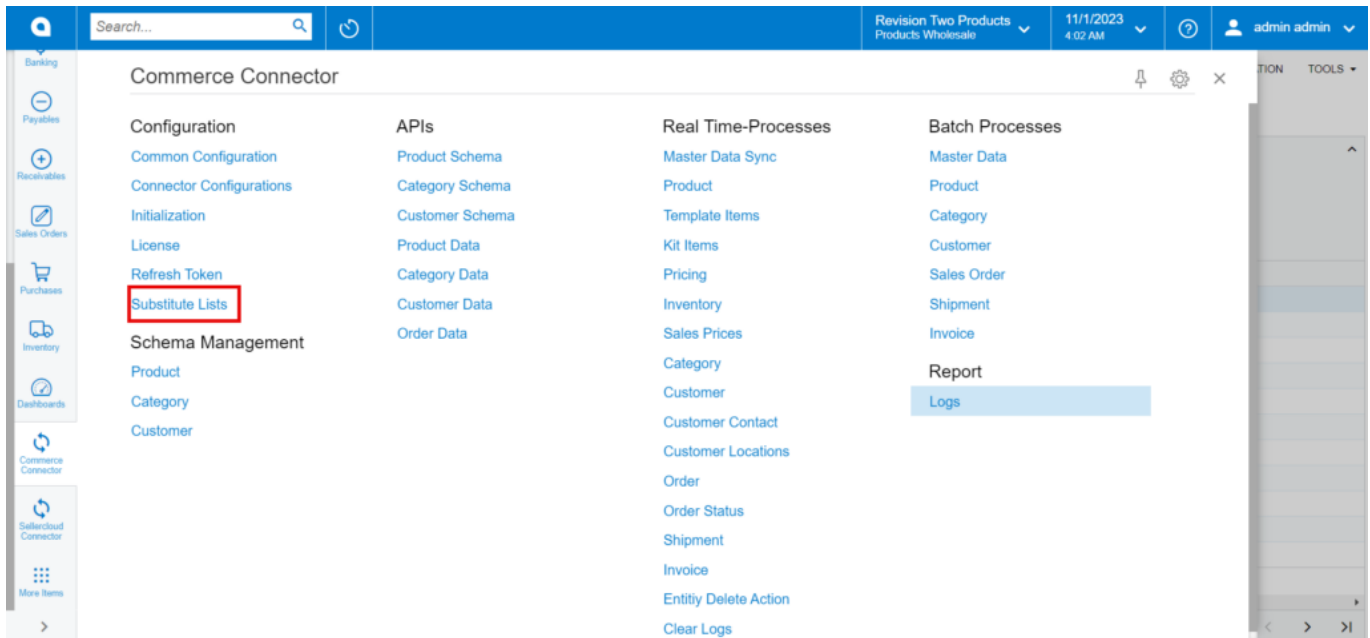 Search...
Revision Two Products
Products Wholesale
11/1/2023
4:02 AM
admin admin
Banking
Payables
Receivables
Sales Orders
Purchases
Inventory
Dashboards
Commerce
Connector
Sellercloud
Connector
More Items
TION
TOOLS
Commerce Connector
Configuration
Common Configuration
Connector Configurations
Initialization
License
Refresh Token
Substitute Lists
Schema Management
Product
Category
Customer
APIs
Product Schema
Category Schema
Customer Schema
Product Data
Category Data
Customer Data
Order Data
Real Time-Processes
Master Data Sync
Product
Template Items
Kit Items
Pricing
Inventory
Sales Prices
Category
Customer
Customer Contact
Customer Locations
Order
Order Status
Shipment
Invoice
Entitiy Delete Action
Clear Logs
Batch Processes
Master Data
Product
Category
Customer
Sales Order
Shipment
Invoice
Report
Logs